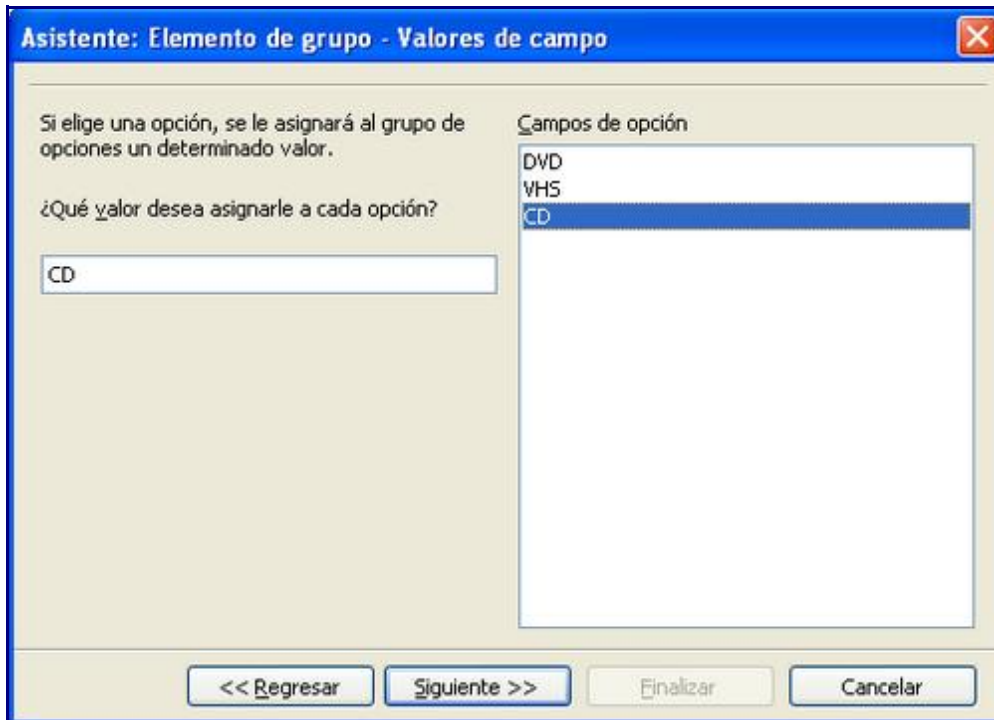 Asistente: Elemento de grupo - Valores de campo
Si elige una opción, se le asignará al grupo de
opciones un determinado valor.
¿Qué valor desea asignarle a cada opción?
CD
Campos de opción
DVD
VHS
CD
<< Regresar
Siguiente >>
Finalizar
Cancelar